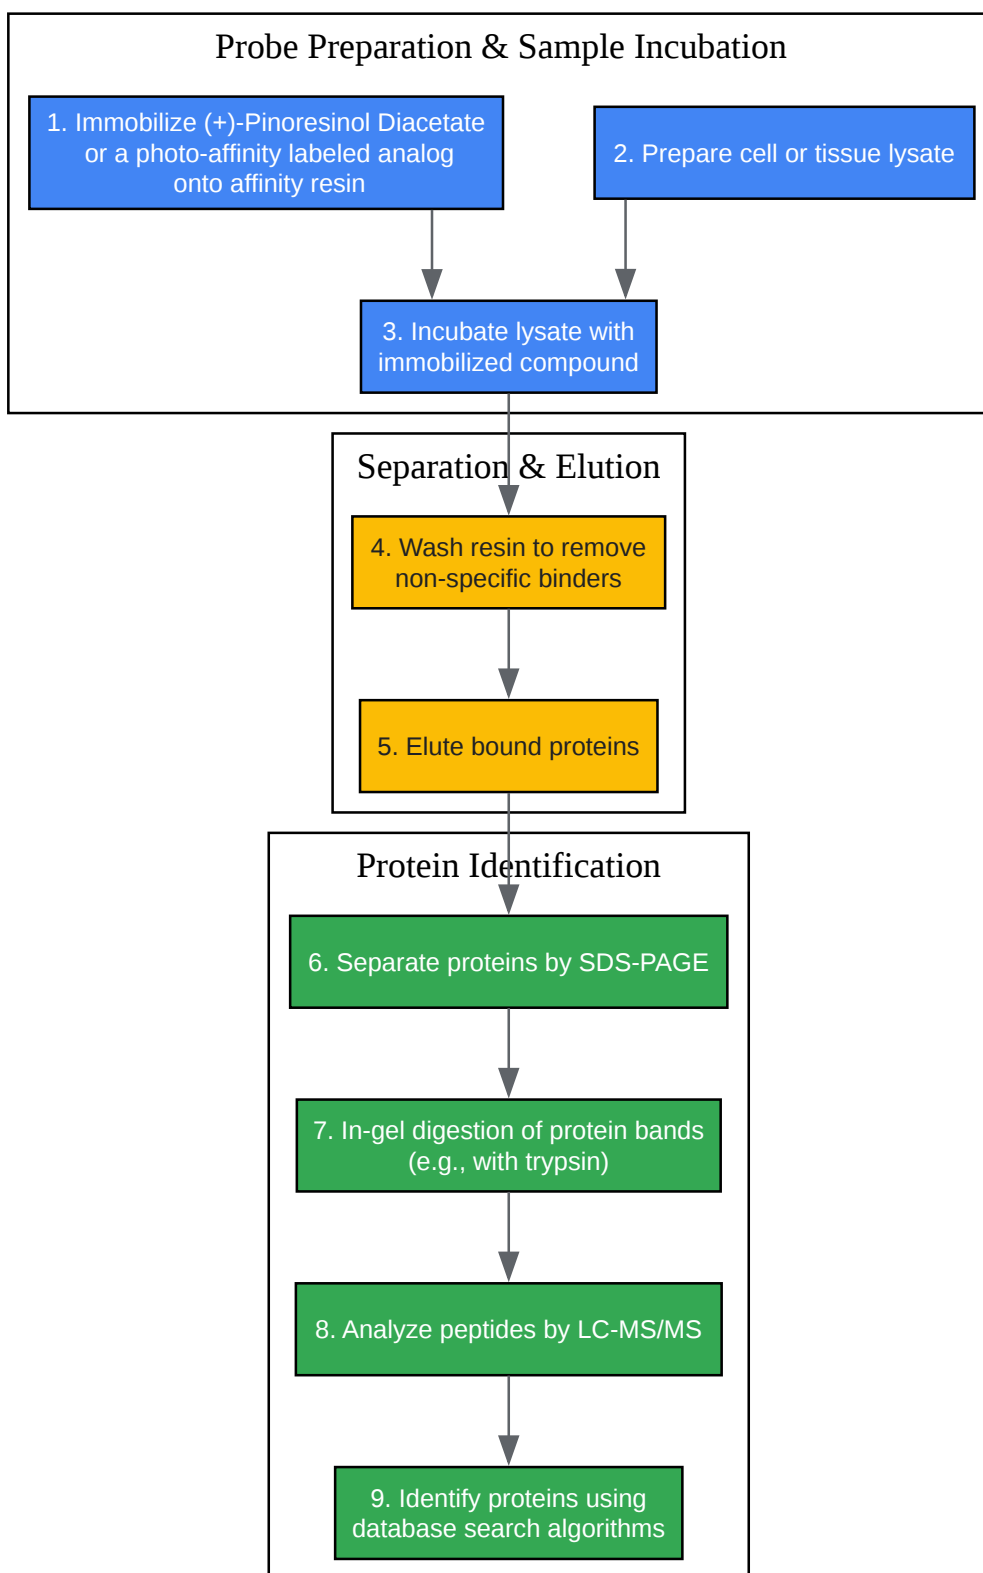 Probe Preparation & Sample Incubation
1. Immobilize (+)-Pinoresinol Diacetate
or a photo-affinity labeled analog
onto affinity resin
2. Prepare cell or tissue lysate
3. Incubate lysate with
immobilized compound
Separation & Elution
4. Wash resin to remove
non-specific binders
5. Elute bound proteins
Protein Identification
6. Separate proteins by SDS-PAGE
7. In-gel digestion of protein bands
(e.g., with trypsin)
8. Analyze peptides by LC-MS/MS
9. Identify proteins using
database search algorithms